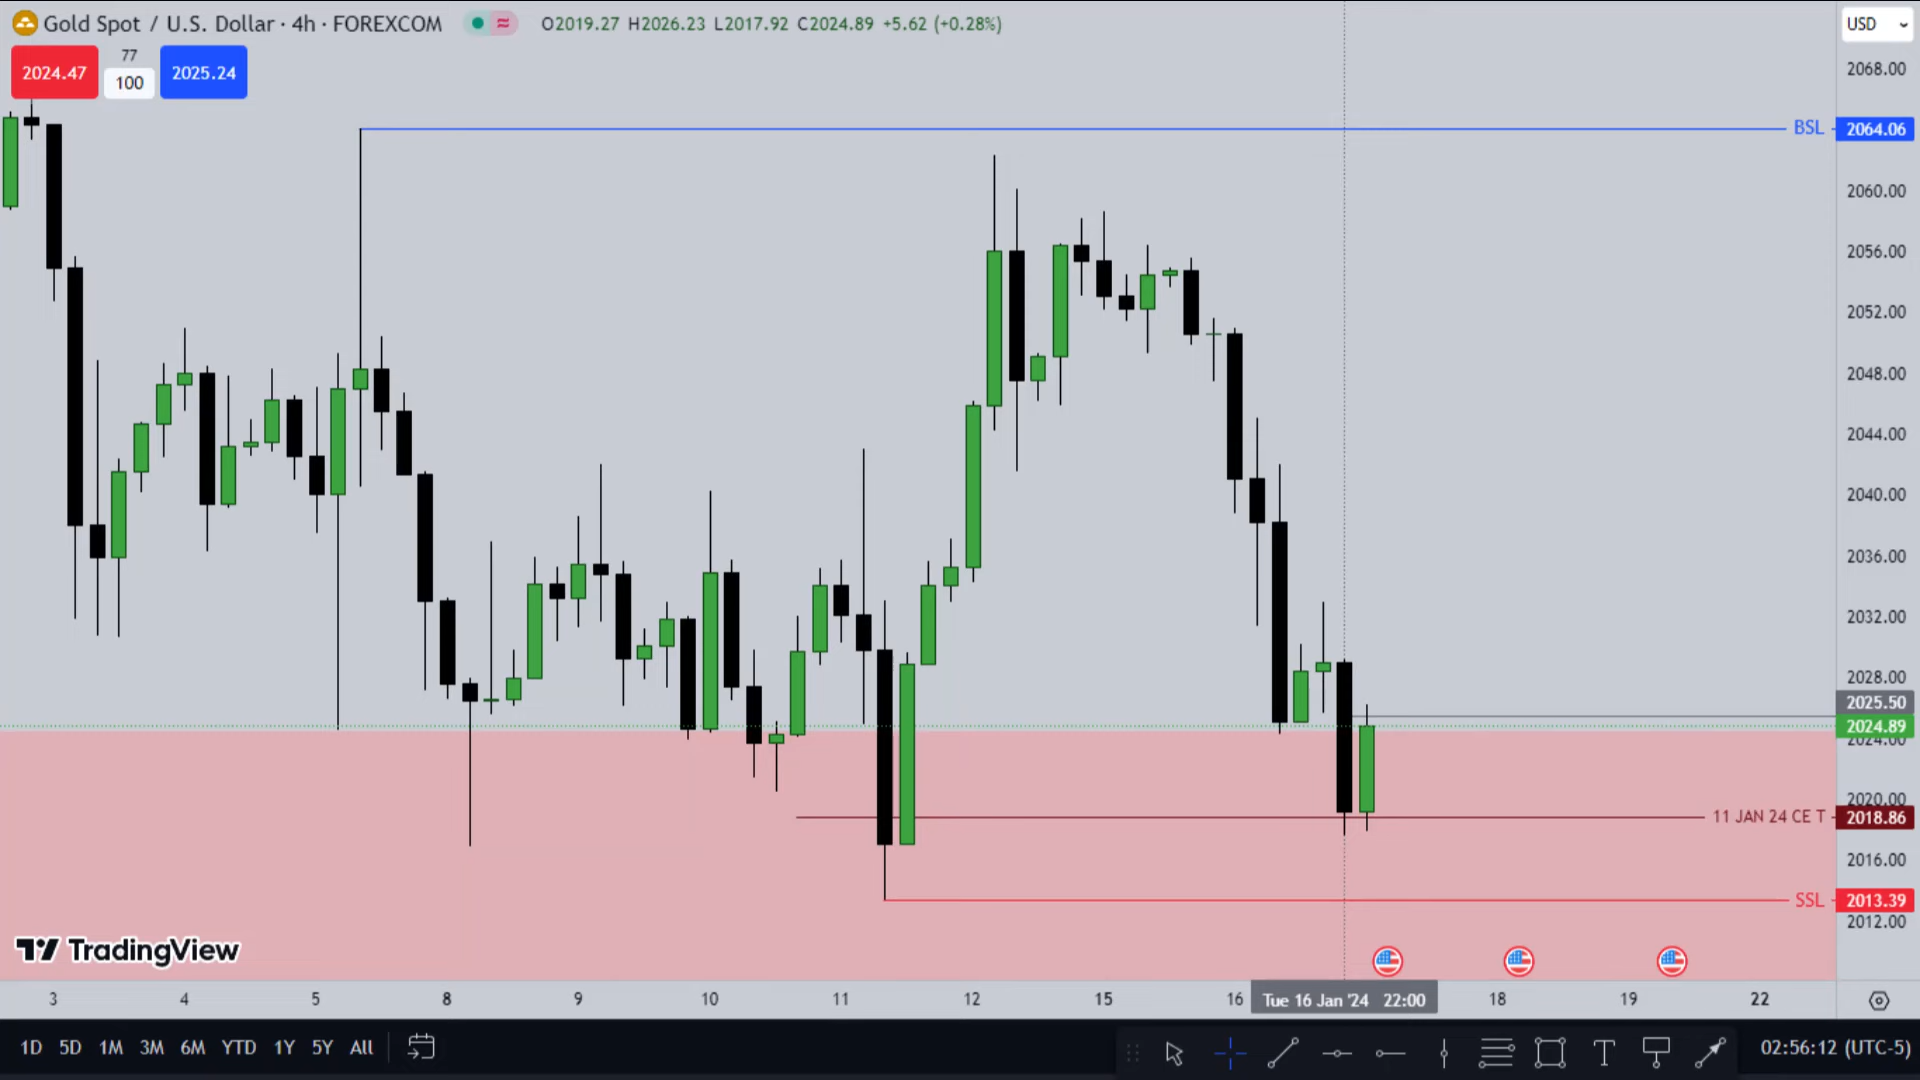 Gold Spot / U.S. Dollar · 4h · FOREXCOM O2019.27 H2026.23 L2017.92 C2024.89 +5.62 (+0.28%)
USD
2024.47 77 100 2025.24
2068.00
BSL 2064.06
2060.00
2056.00
2052.00
2048.00
2044.00
2040.00
2036.00
2032.00
2028.00
2025.50
2024.89
2024.00
2020.00
11 JAN 24 CE T 2018.86
2016.00
SSL 2013.39
2012.00
TradingView
3 4 5 8 9 10 11 12 15 16 Tue 16 Jan '24 22:00 18 19 22
1D 5D 1M 3M 6M YTD 1Y 5Y All T 02:56:12 (UTC-5)